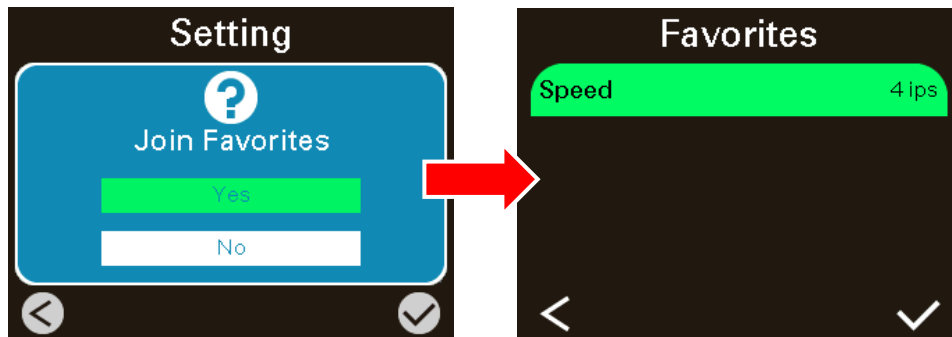 Setting
?
Join Favorites
Yes
No
Favorites
Speed 4 ips